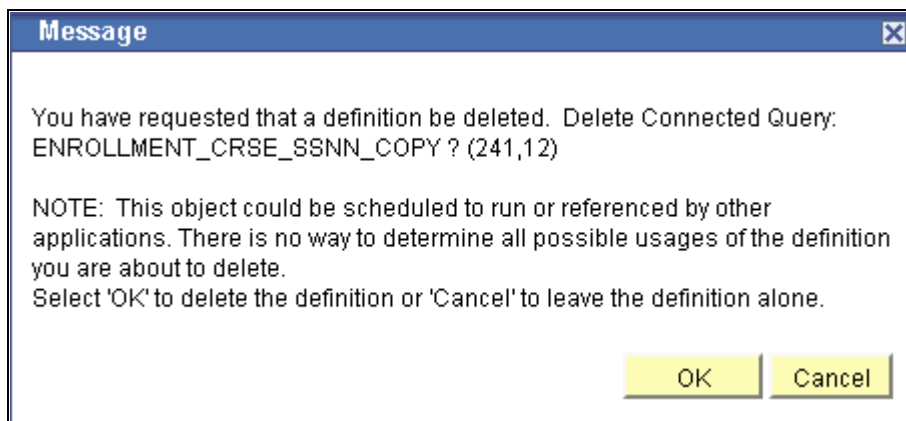 Message
You have requested that a definition be deleted.  Delete Connected Query:
ENROLLMENT_CRSE_SSNN_COPY ? (241,12)
NOTE:  This object could be scheduled to run or referenced by other
applications. There is no way to determine all possible usages of the definition
you are about to delete.
Select 'OK' to delete the definition or 'Cancel' to leave the definition alone.
OK
Cancel